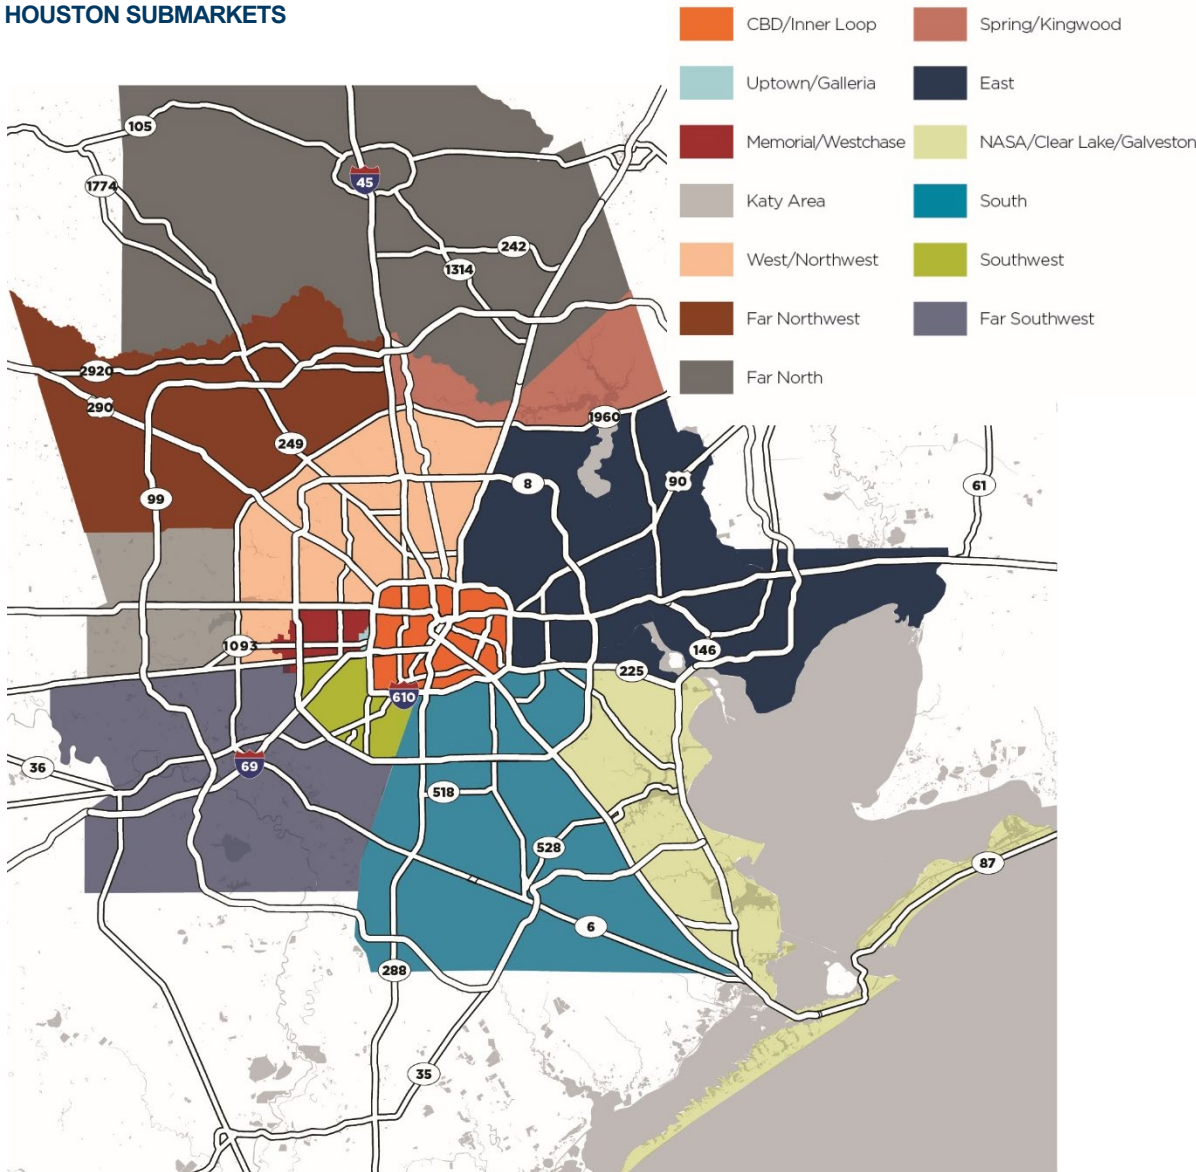 HOUSTON SUBMARKETS
CBD/Inner Loop
Spring/Kingwood
Uptown/Galleria
East
Memorial/Westchase
NASA/Clear Lake/Galveston
Katy Area
South
West/Northwest
Southwest
Far Northwest
Far Southwest
Far North
105
45
1774
242
1314
2920
290
1960
249
8
90
61
99
1093
146
225
610
69
36
518
528
87
6
288
35